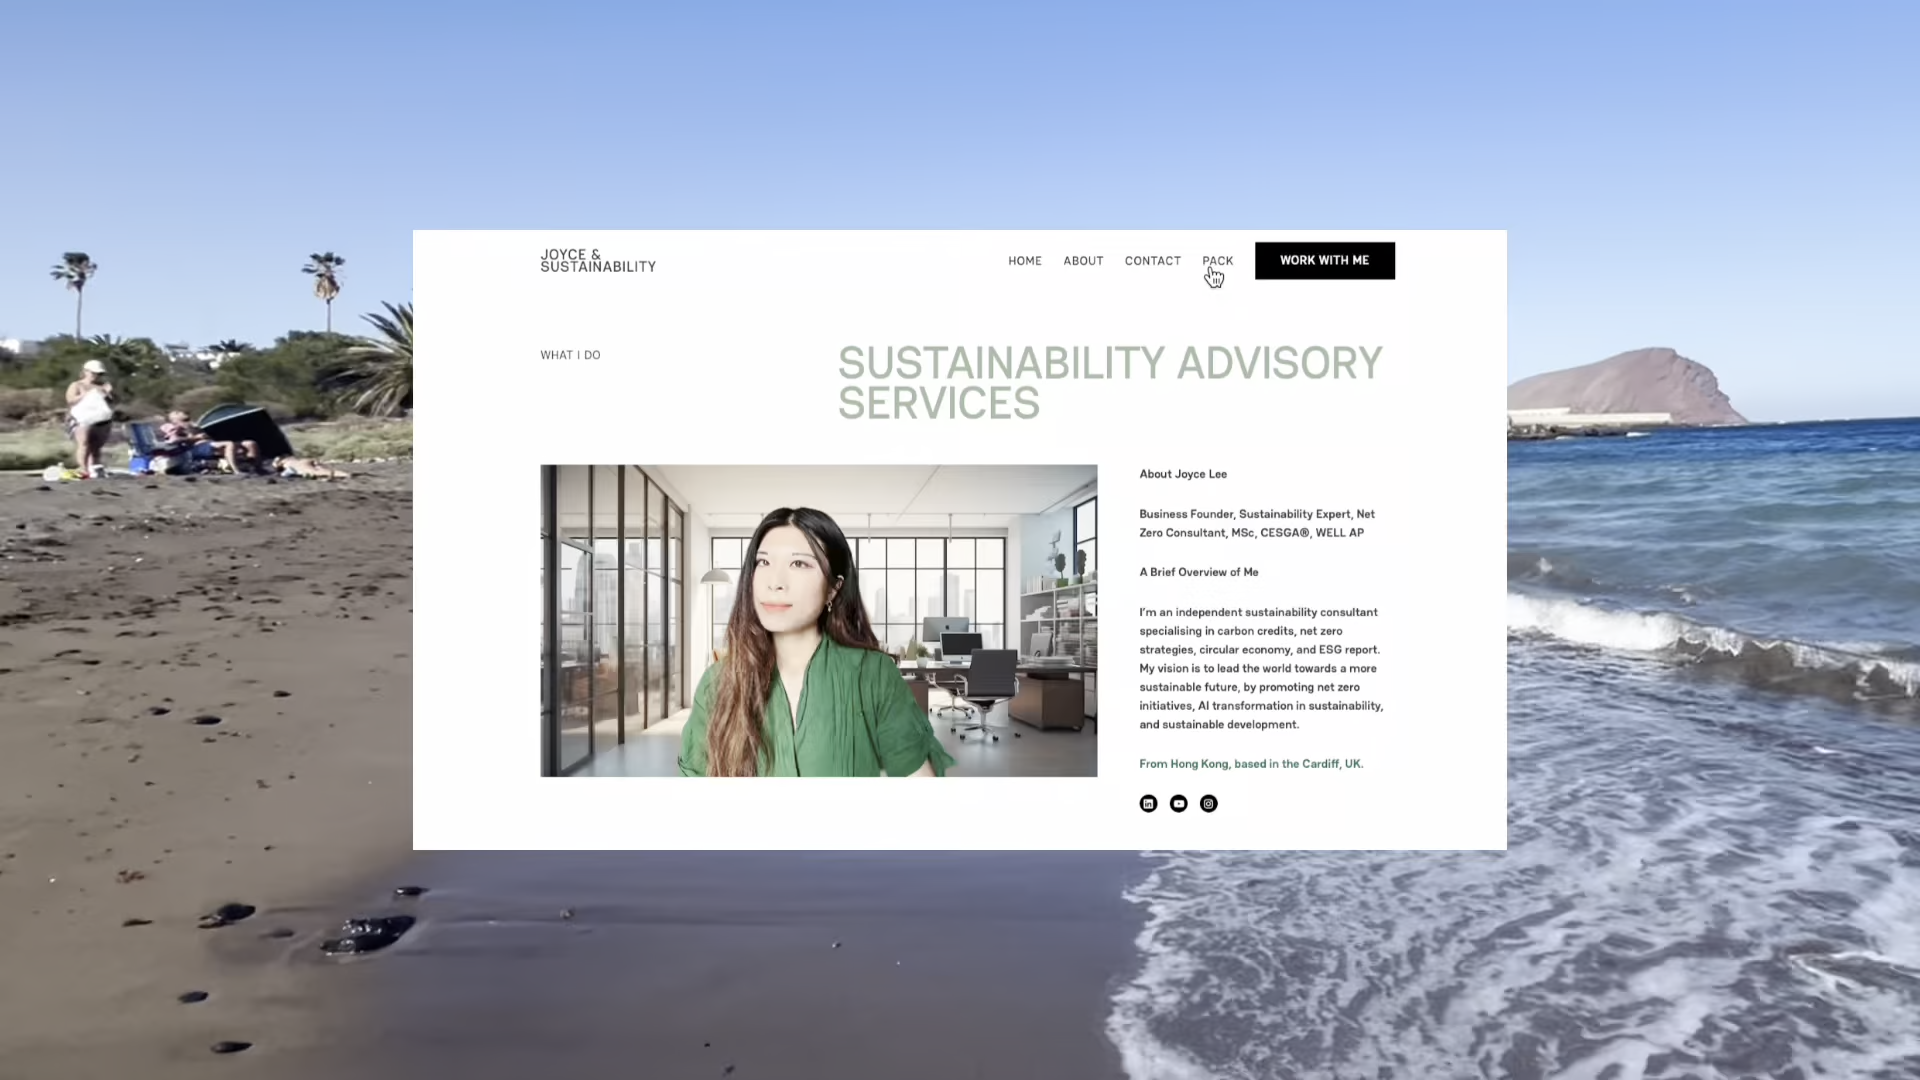 JOYCE &
SUSTAINABILITY
HOME ABOUT CONTACT PACK WORK WITH ME
WHAT I DO
SUSTAINABILITY ADVISORY
SERVICES
About Joyce Lee
Business Founder, Sustainability Expert, Net
Zero Consultant, MSc, CESGA®, WELL AP
A Brief Overview of Me
I'm an independent sustainability consultant
specialising in carbon credits, net zero
strategies, circular economy, and ESG report.
My vision is to lead the world towards a more
sustainable future, by promoting net zero
initiatives, AI transformation in sustainability,
and sustainable development.
From Hong Kong, based in the Cardiff, UK.